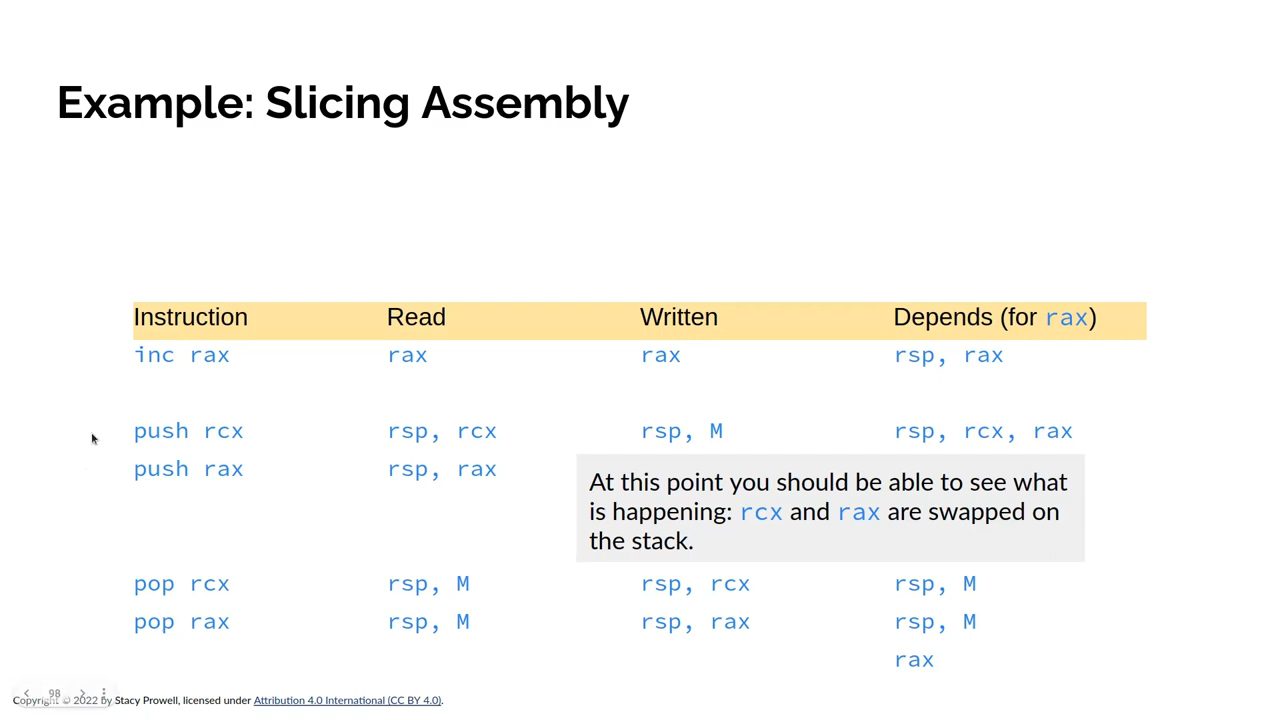 Example: Slicing Assembly
Instruction Read Written Depends (for rax)
inc rax rax rax rsp, rax
push rcx rsp, rcx rsp, M rsp, rcx, rax
push rax rsp, rax
At this point you should be able to see what
is happening: rcx and rax are swapped on
the stack.
pop rcx rsp, M rsp, rcx rsp, M
pop rax rsp, M rsp, rax rsp, M
rax
98
Copyright © 2022 by Stacy Prowell, licensed under Attribution 4.0 International (CC BY 4.0).